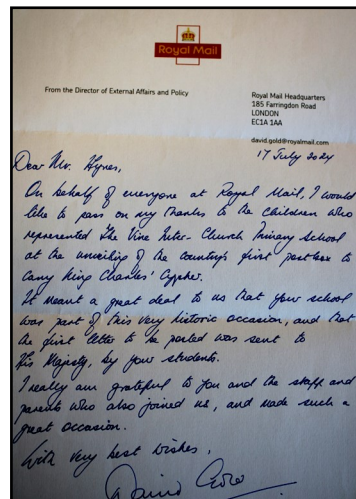 Royal Mail
From the Director of External Affairs and Policy
Royal Mail Headquarters
185 Farringdon Road
LONDON
EC1A 1AA
david.gold@royalmail.com
17 July 2024
Dear Mr. Hynes,
On behalf of everyone at Royal Mail, I would
like to pass on my thanks to the children who
represented The Vine Inter-Church Primary School
at the unveiling of the country's first postbox to
carry King Charles' Cypher.
It meant a great deal to us that your school
was part of this very historic occasion, and that
the first letter to be posted was sent to
His Majesty, by your students.
I really am grateful to you and the staff and
parents who also joined us, and made such a
great occasion.
With very best wishes,
David Gold